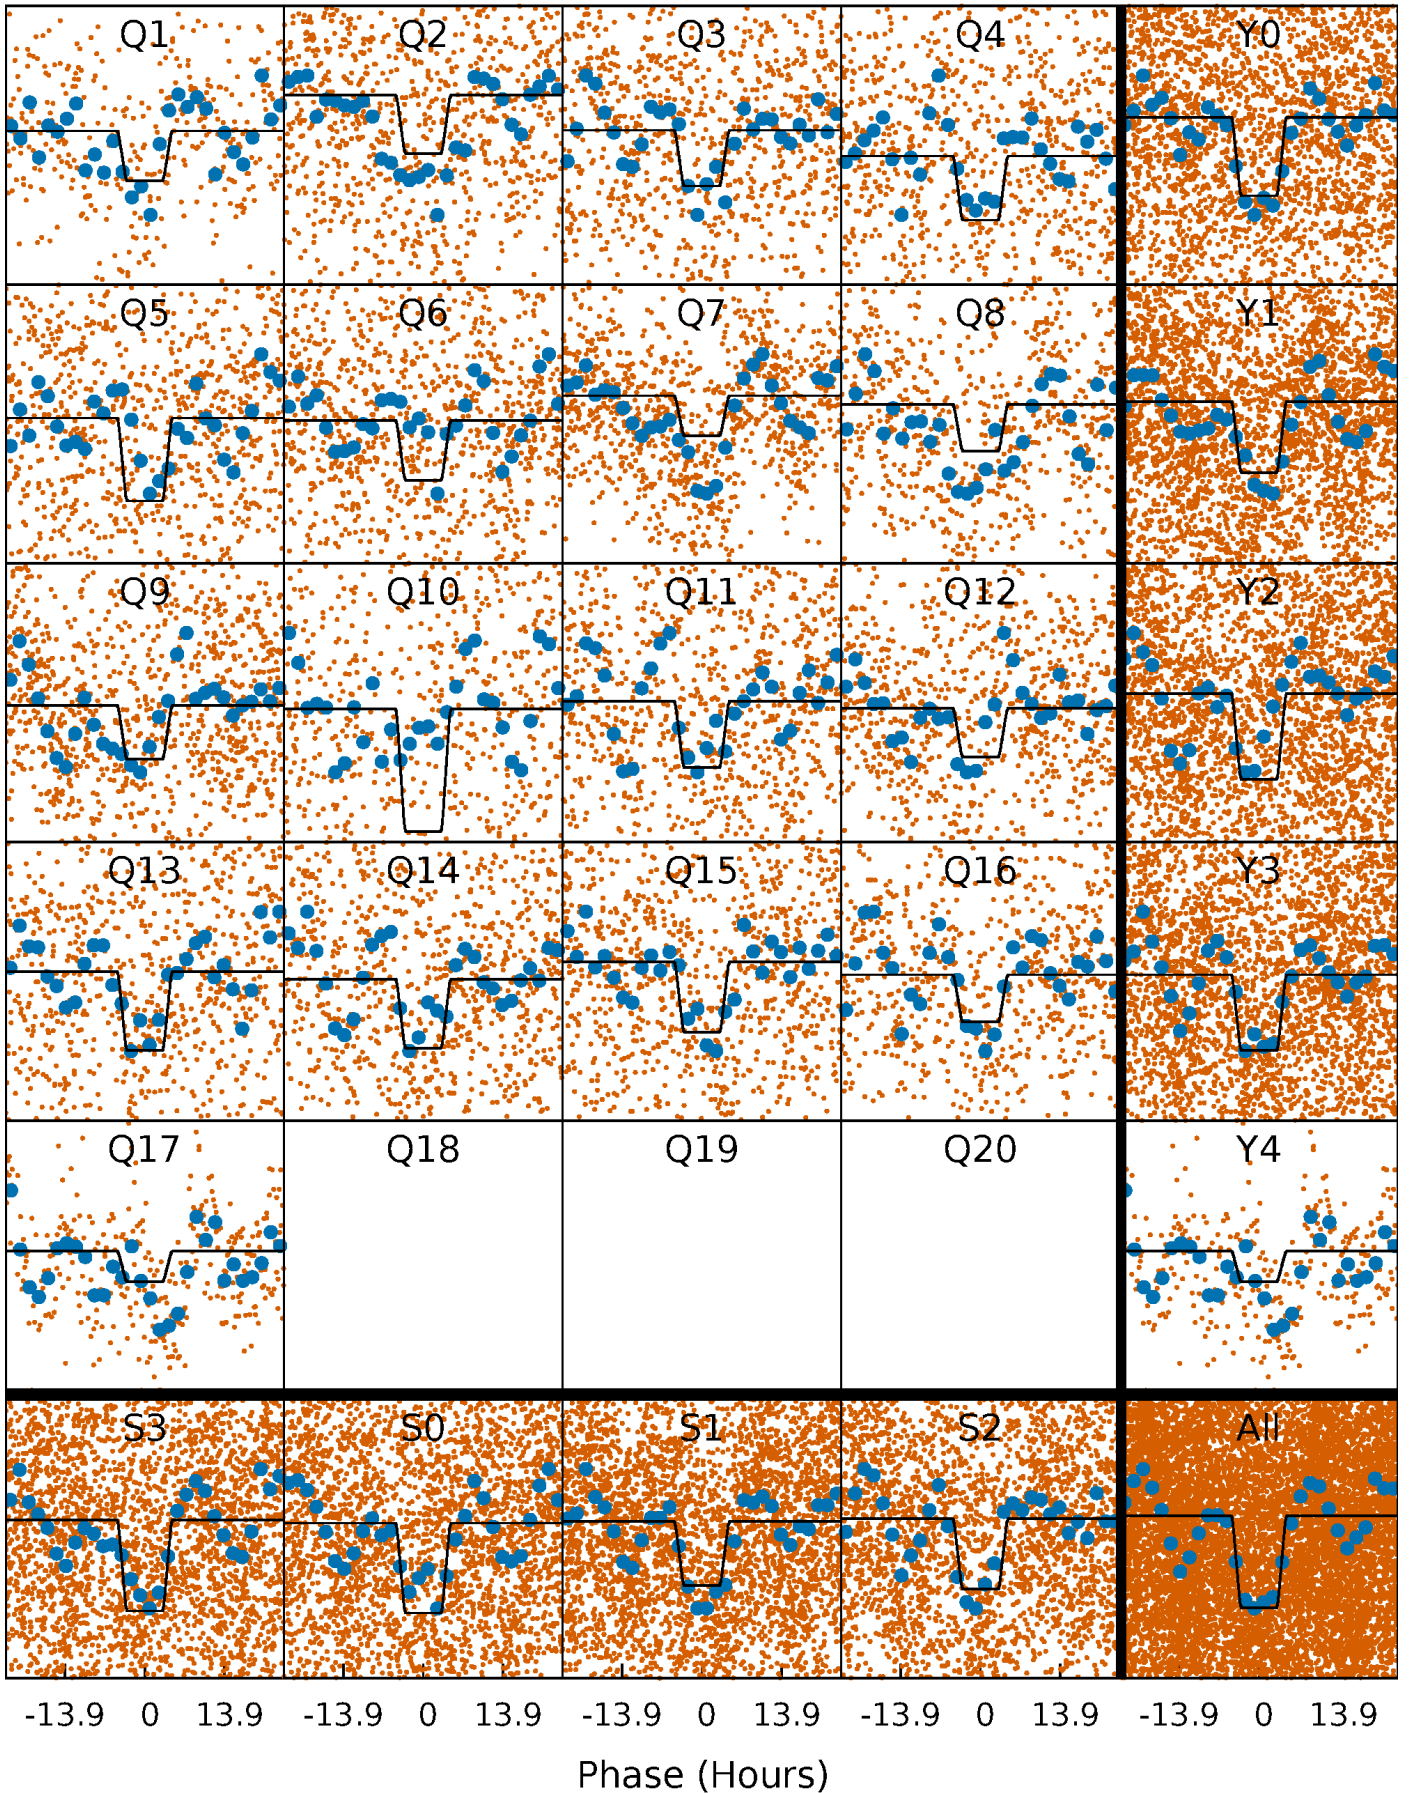 Q1 Q2 Q3 Q4 Y0
Q5 Q6 Q7 Q8 Y1
Q9 Q10 Q11 Q12 Y2
Q13 Q14 Q15 Q16 Y3
Q17 Q18 Q19 Q20 Y4
S3 S0 S1 S2 All
-13.9 0 13.9 -13.9 0 13.9 -13.9 0 13.9 -13.9 0 13.9 -13.9 0 13.9
Phase (Hours)